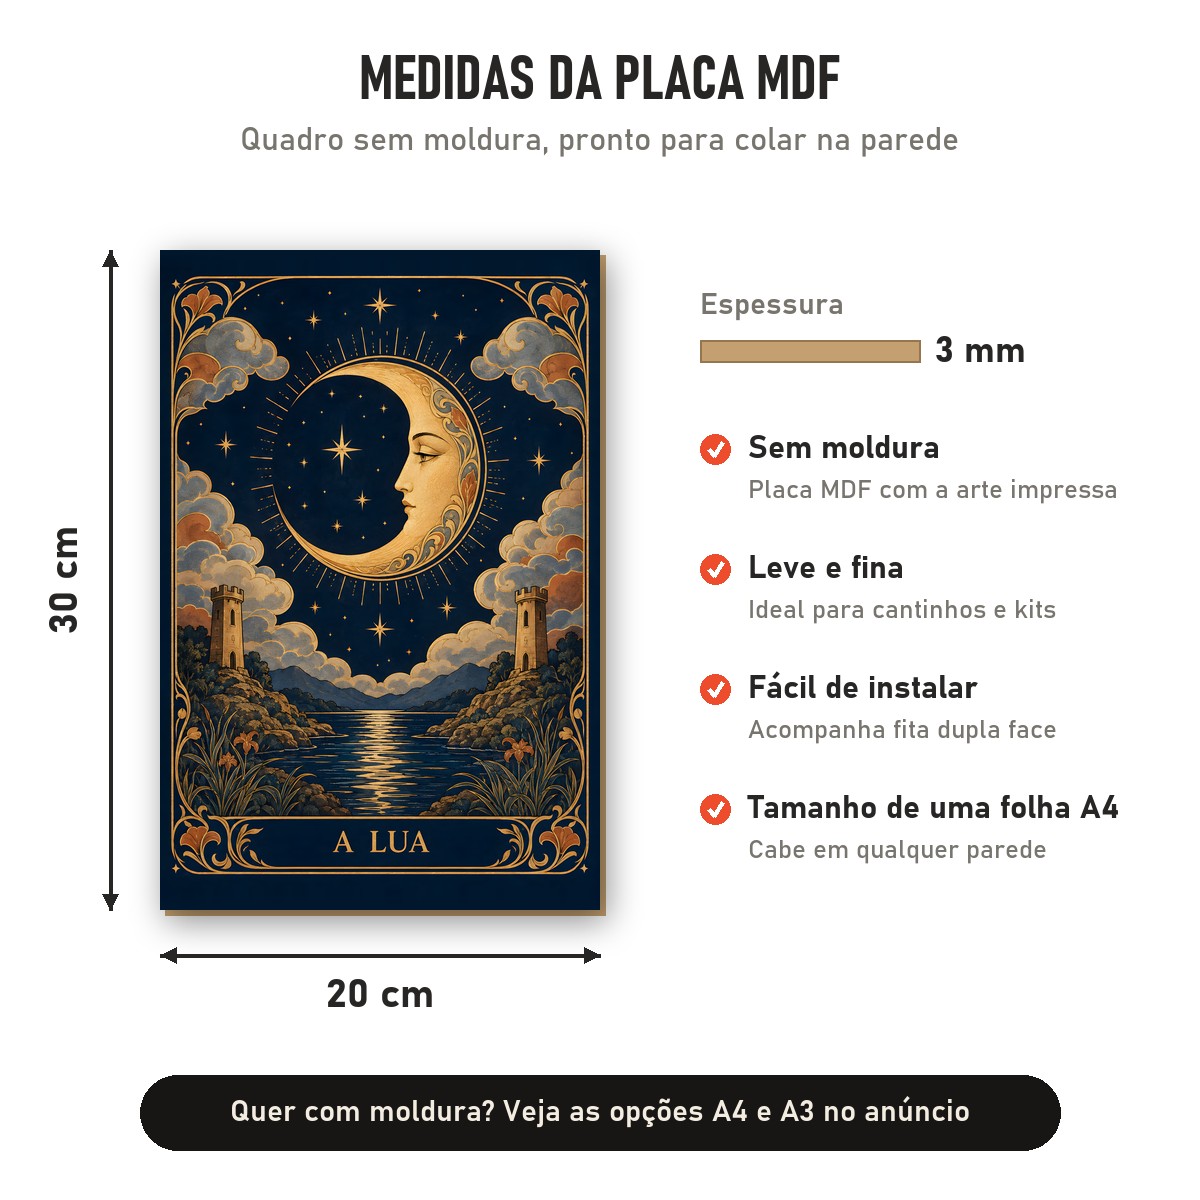 MEDIDAS DA PLACA MDF
Quadro sem moldura, pronto para colar na parede
30 cm
A LUA
20 cm
Espessura
3 mm
Sem moldura
Placa MDF com a arte impressa
Leve e fina
Ideal para cantinhos e kits
Fácil de instalar
Acompanha fita dupla face
Tamanho de uma folha A4
Cabe em qualquer parede
Quer com moldura? Veja as opções A4 e A3 no anúncio